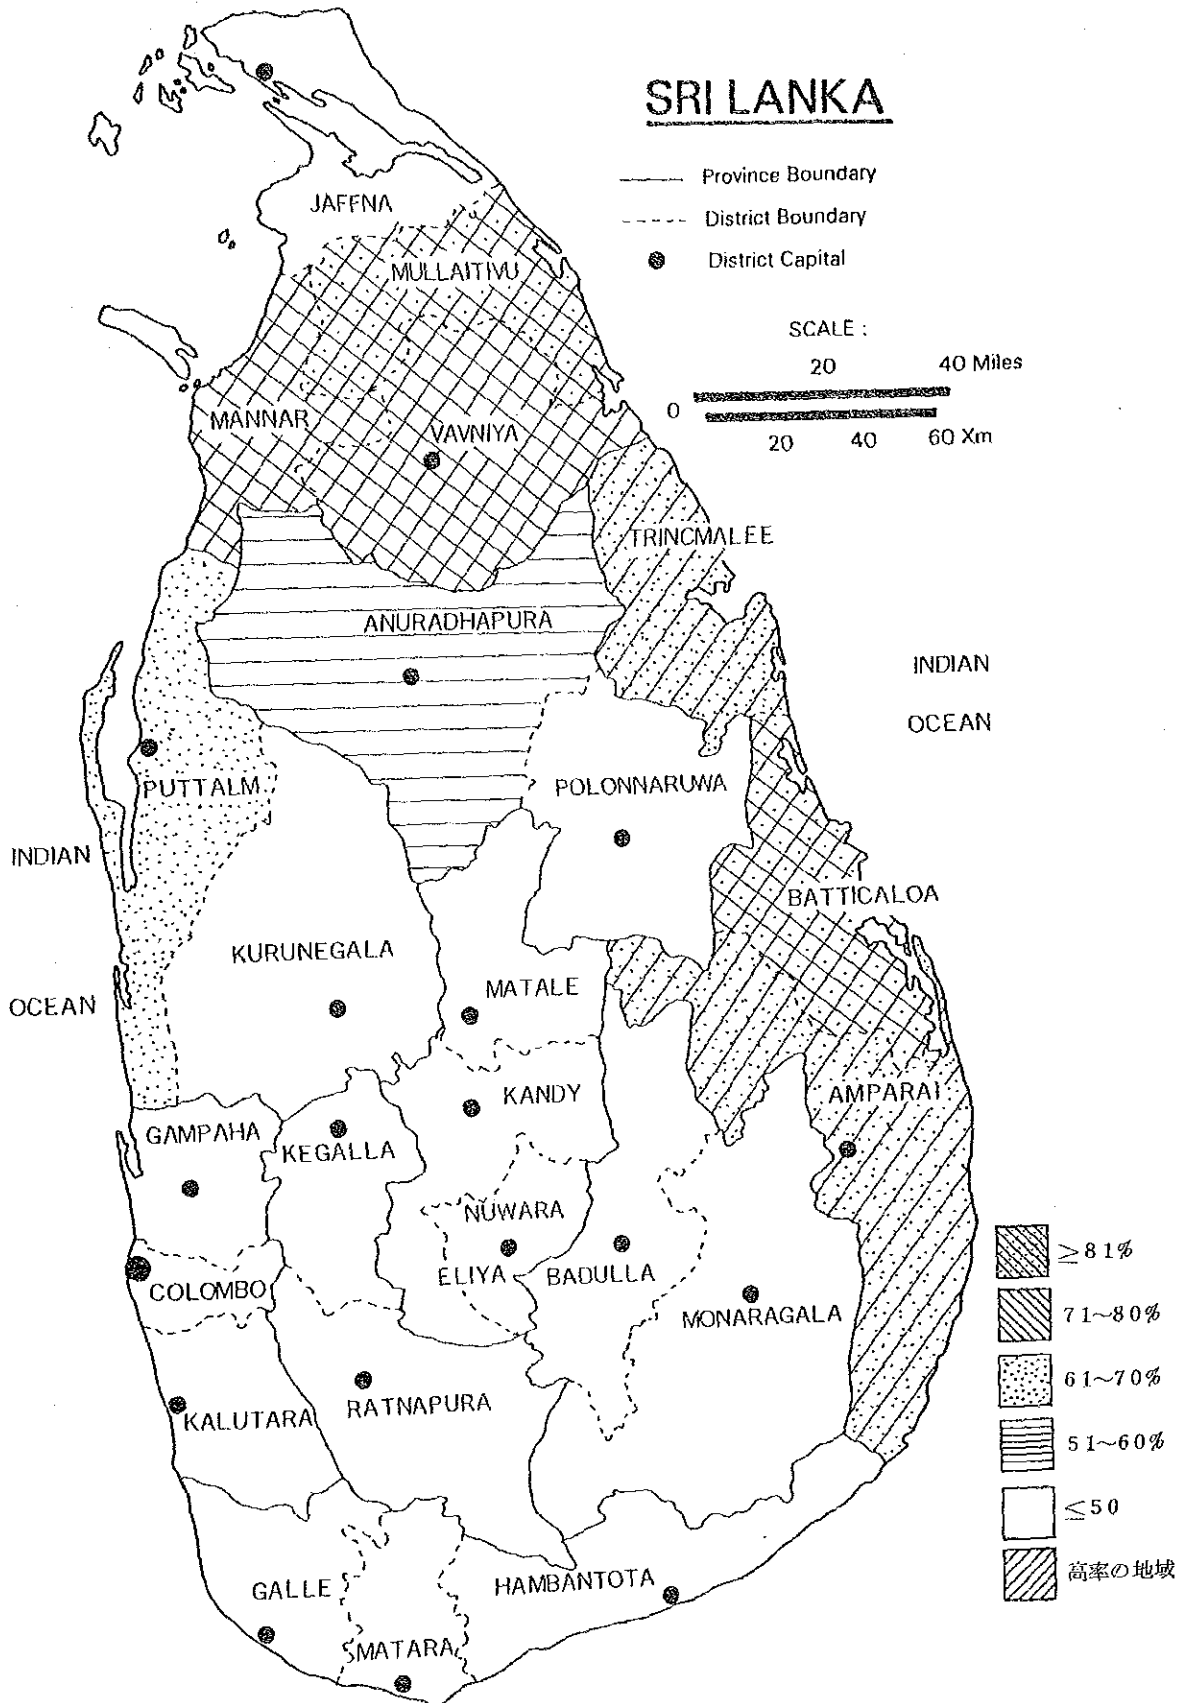 SRI LANKA
Province Boundary
District Boundary
District Capital
SCALE :
20 40 Miles
0
20 40 60 Xm
JAFFNA
MULLAITIVU
MANNAR
VAVNIYA
TRINCMALEE
ANURADHAPURA
INDIAN
OCEAN
PUTTALM
POLONNARUWA
INDIAN
OCEAN
BATTICALOA
KURUNEGALA
MATALE
KANDY
AMPARAI
GAMPAHA
KEGALLA
NUWARA
ELIYA
BADULLA
COLOMBO
MONARAGALA
KALUTARA
RATNAPURA
GALLE
HAMBANTOTA
MATARA
≥81%
71~80%
61~70%
51~60%
≤50
高率の地域